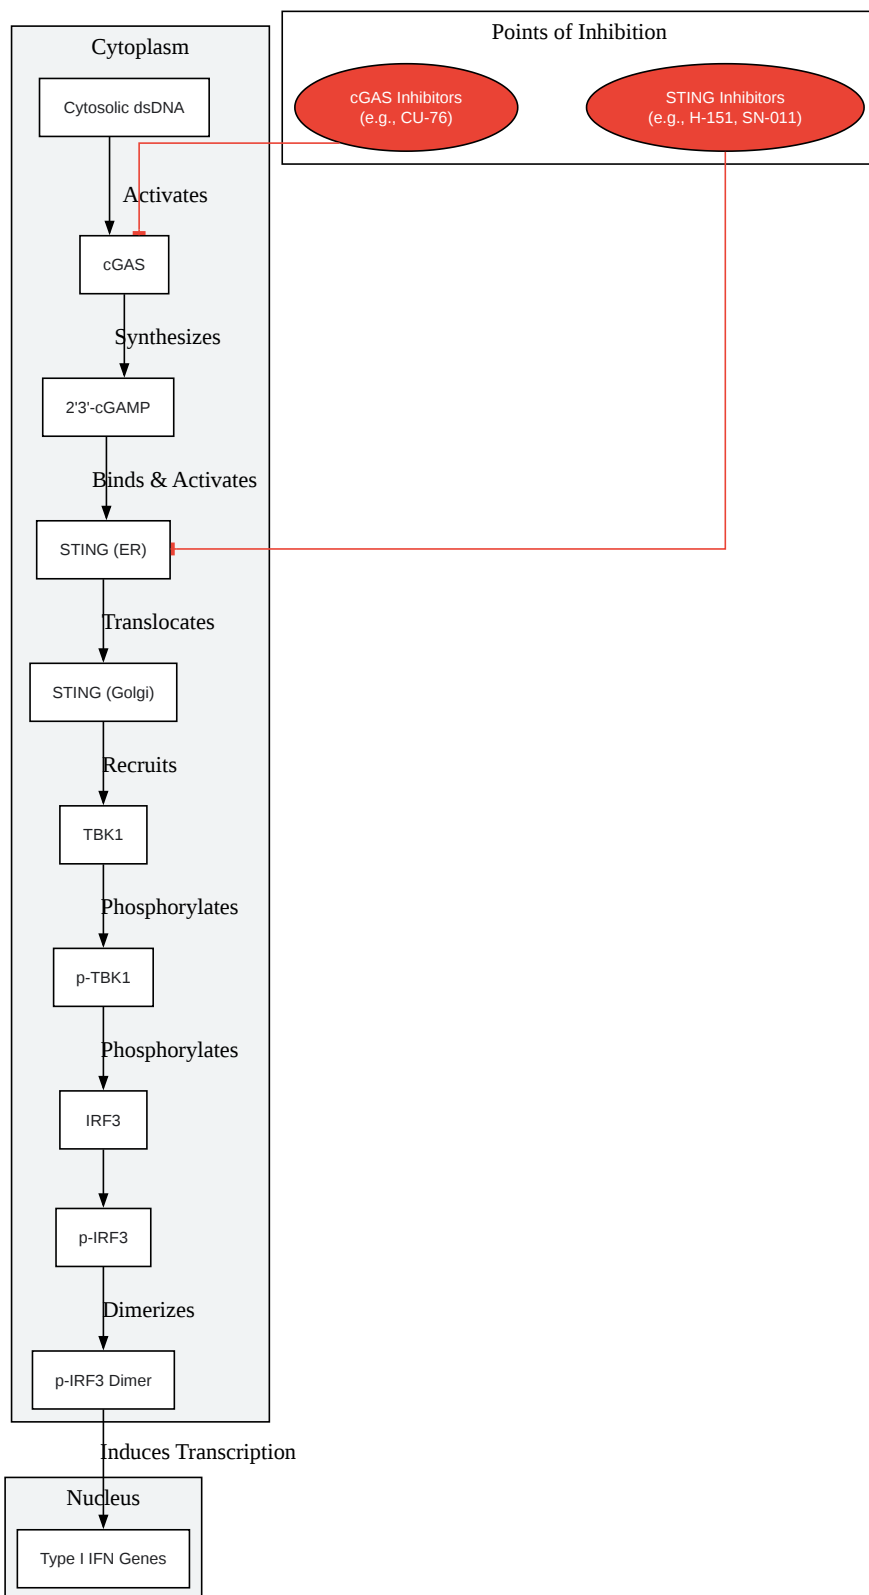 Cytoplasm
Points of Inhibition
cGAS Inhibitors
(e.g., CU-76)
STING Inhibitors
(e.g., H-151, SN-011)
Cytosolic dsDNA
Activates
cGAS
Synthesizes
2'3'-cGAMP
Binds & Activates
STING (ER)
Translocates
STING (Golgi)
Recruits
TBK1
Phosphorylates
p-TBK1
Phosphorylates
IRF3
p-IRF3
Dimerizes
p-IRF3 Dimer
Induces Transcription
Nucleus
Type I IFN Genes